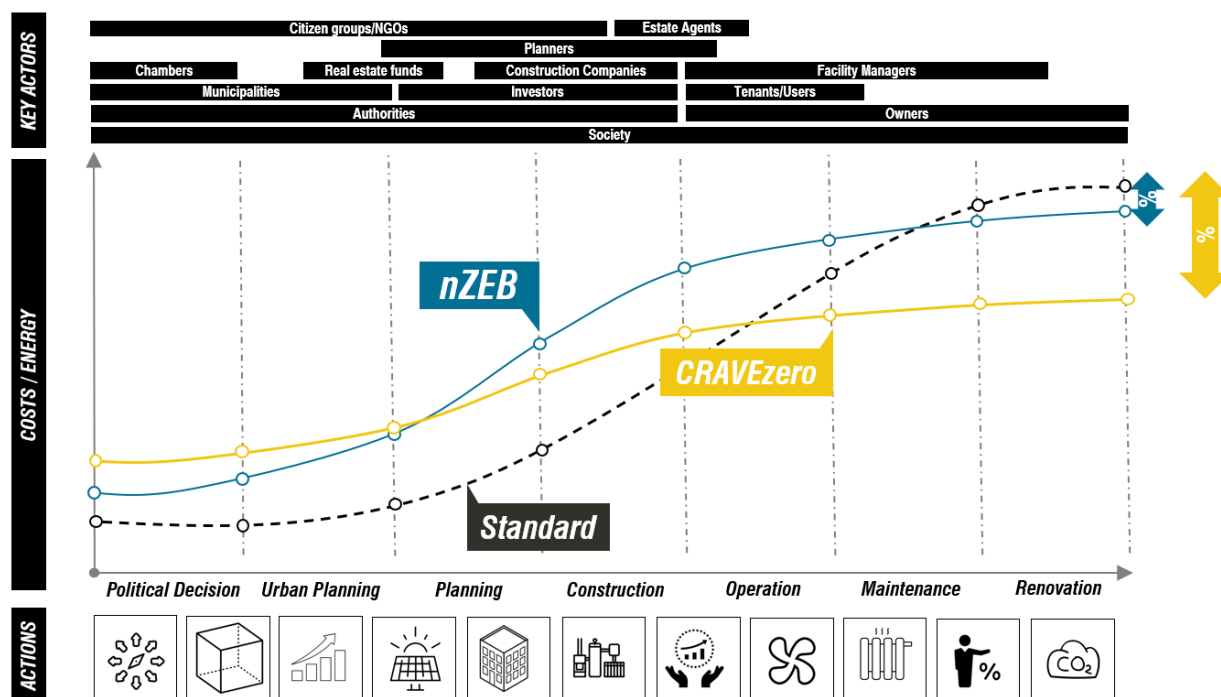 KEY ACTORS
Citizen groups/NGOs
Estate Agents
Planners
Chambers
Real estate funds
Construction Companies
Facility Managers
Municipalities
Investors
Tenants/Users
Authorities
Owners
Society
COSTS / ENERGY
%
%
nZEB
CRAVEzero
Standard
Political Decision
Urban Planning
Planning
Construction
Operation
Maintenance
Renovation
ACTIONS
%
CO2